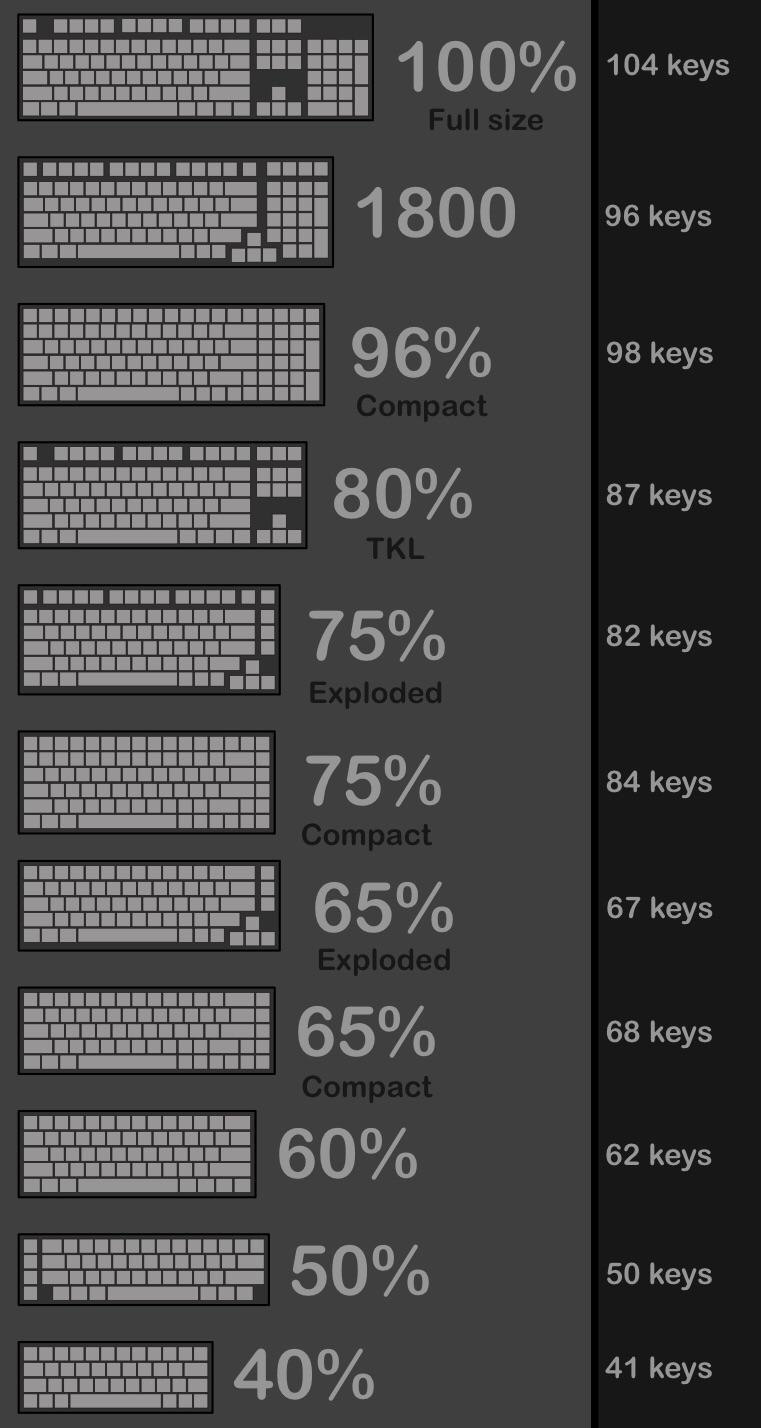 100%
104 keys
Full size
1800
96 keys
96%
98 keys
Compact
80%
87 keys
TKL
75%
82 keys
Exploded
75%
84 keys
Compact
65%
67 keys
Exploded
65%
68 keys
Compact
60%
62 keys
50%
50 keys
40%
41 keys